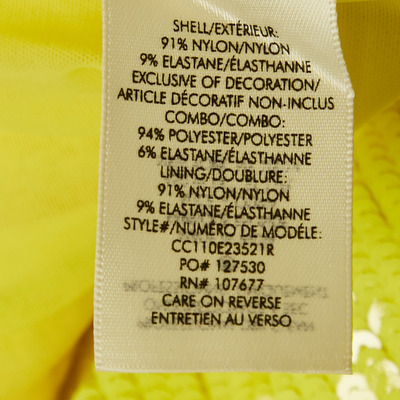 SHELL/EXTÉRIEUR:
91% NYLON/NYLON
9% ELASTANE/ÉLASTHANNE
EXCLUSIVE OF DECORATION/
ARTICLE DÉCORATIF NON-INCLUS
COMBO/COMBO:
94% POLYESTER/POLYESTER
6% ELASTANE/ÉLASTHANNE
LINING/DOUBLURE:
91% NYLON/NYLON
9% ELASTANE/ÉLASTHANNE
STYLE#/NUMÉRO DE MODÉLE:
CC110E23521R
PO# 127530
RN# 107677
CARE ON REVERSE
ENTRETIEN AU VERSO